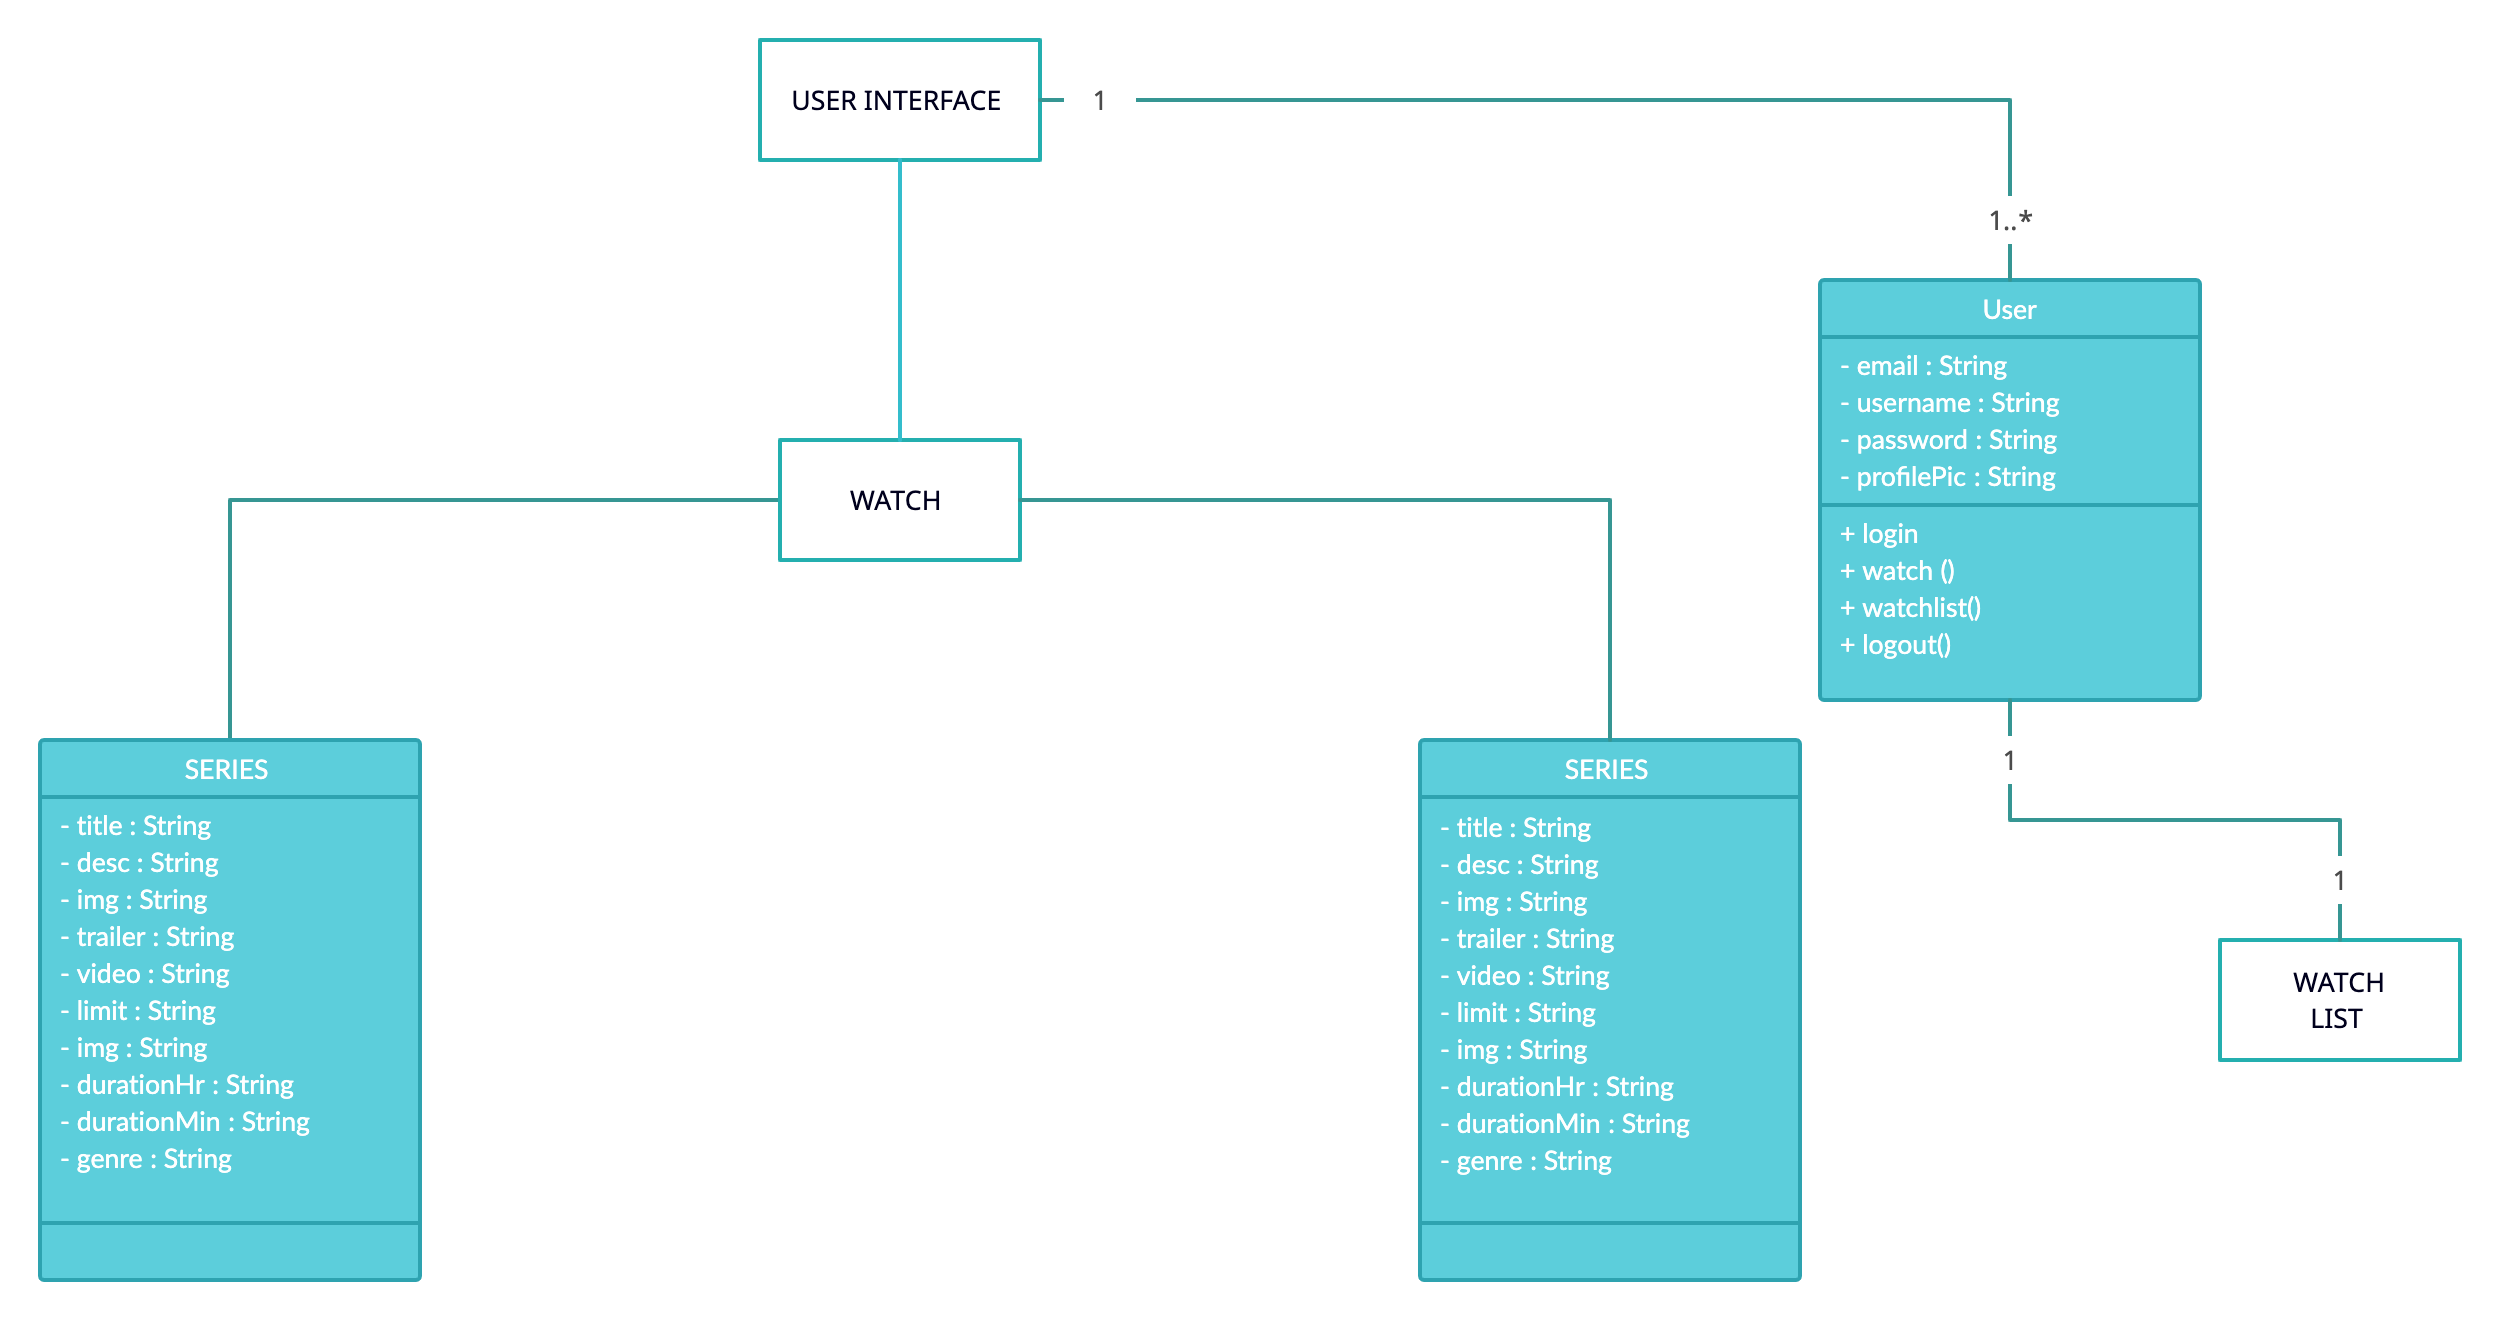 USER INTERFACE
1
1..*
User
- email : String
- username : String
- password : String
- profilePic : String
+ login
+ watch ()
+ watchlist()
+ logout()
WATCH
1
1
WATCH
LIST
SERIES
- title : String
- desc : String
- img : String
- trailer : String
- video : String
- limit : String
- img : String
- durationHr : String
- durationMin : String
- genre : String
SERIES
- title : String
- desc : String
- img : String
- trailer : String
- video : String
- limit : String
- img : String
- durationHr : String
- durationMin : String
- genre : String